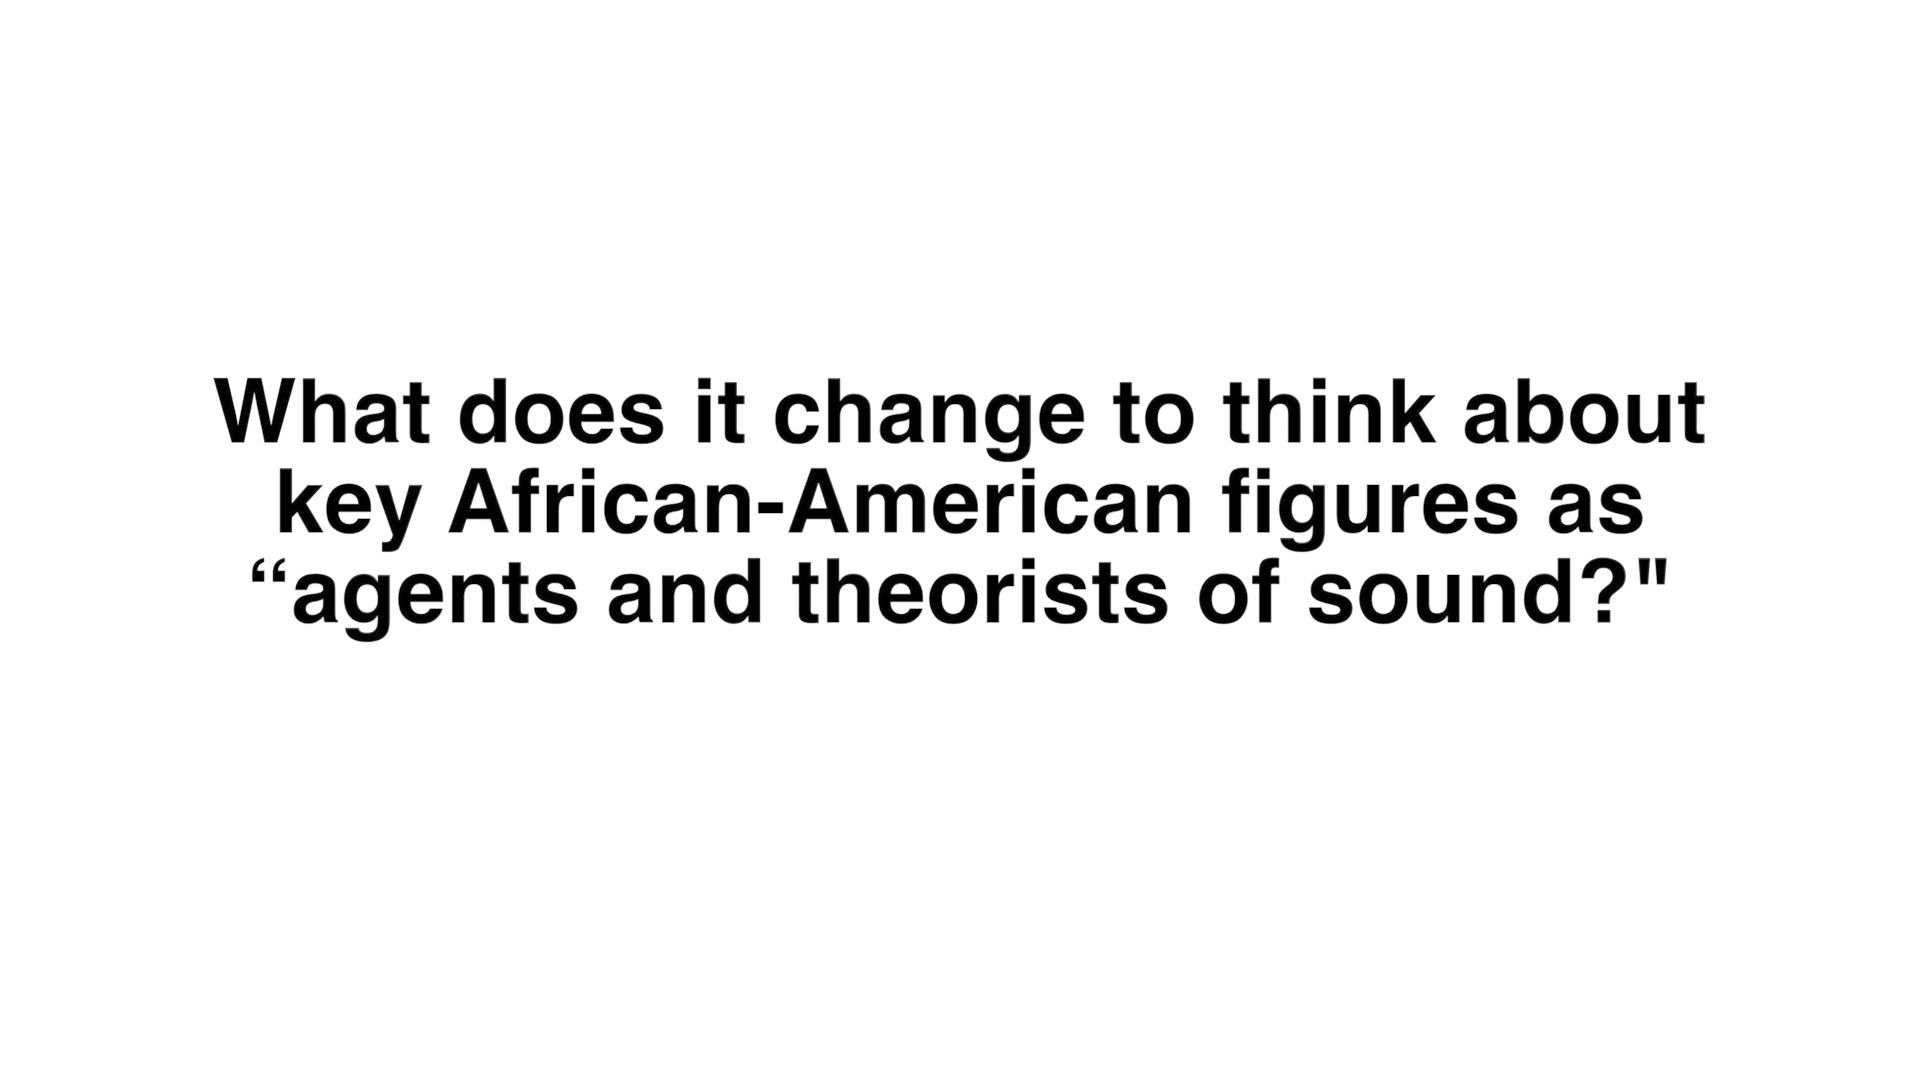 What does it change to think about
key African-American figures as
“agents and theorists of sound?"